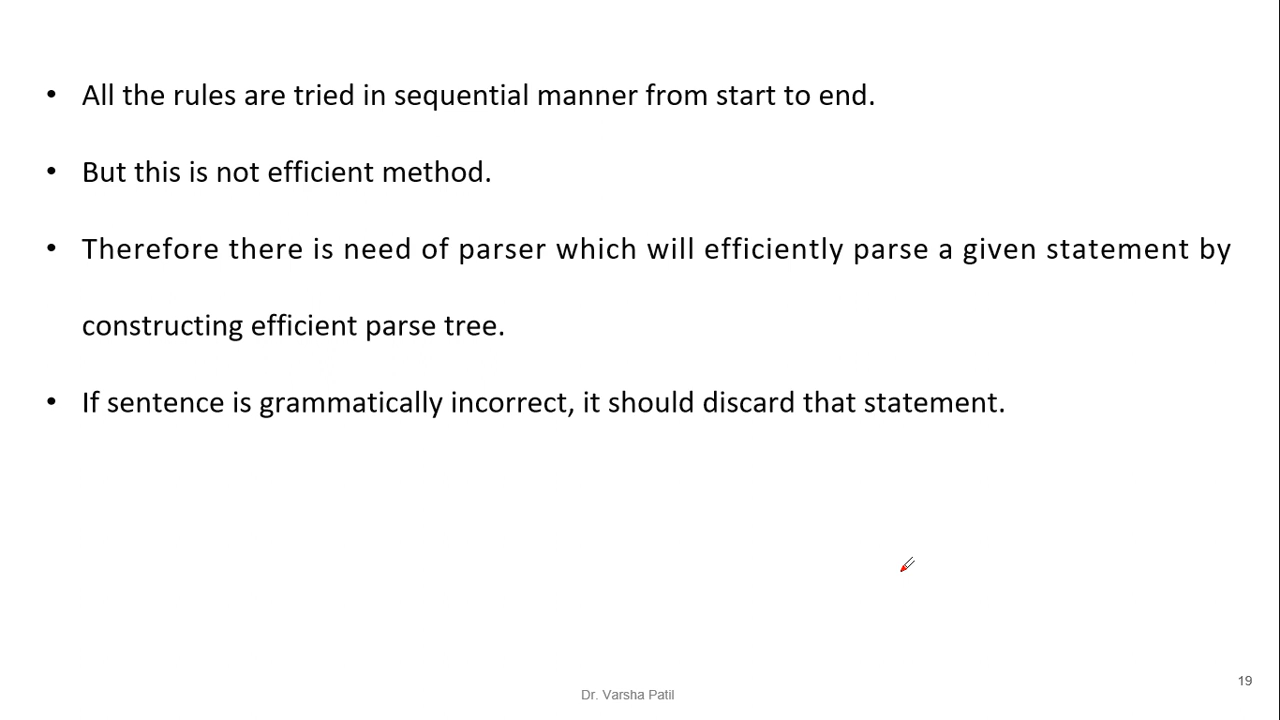 • All the rules are tried in sequential manner from start to end.
• But this is not efficient method.
• Therefore there is need of parser which will efficiently parse a given statement by
constructing efficient parse tree.
• If sentence is grammatically incorrect, it should discard that statement.
Dr. Varsha Patil
19